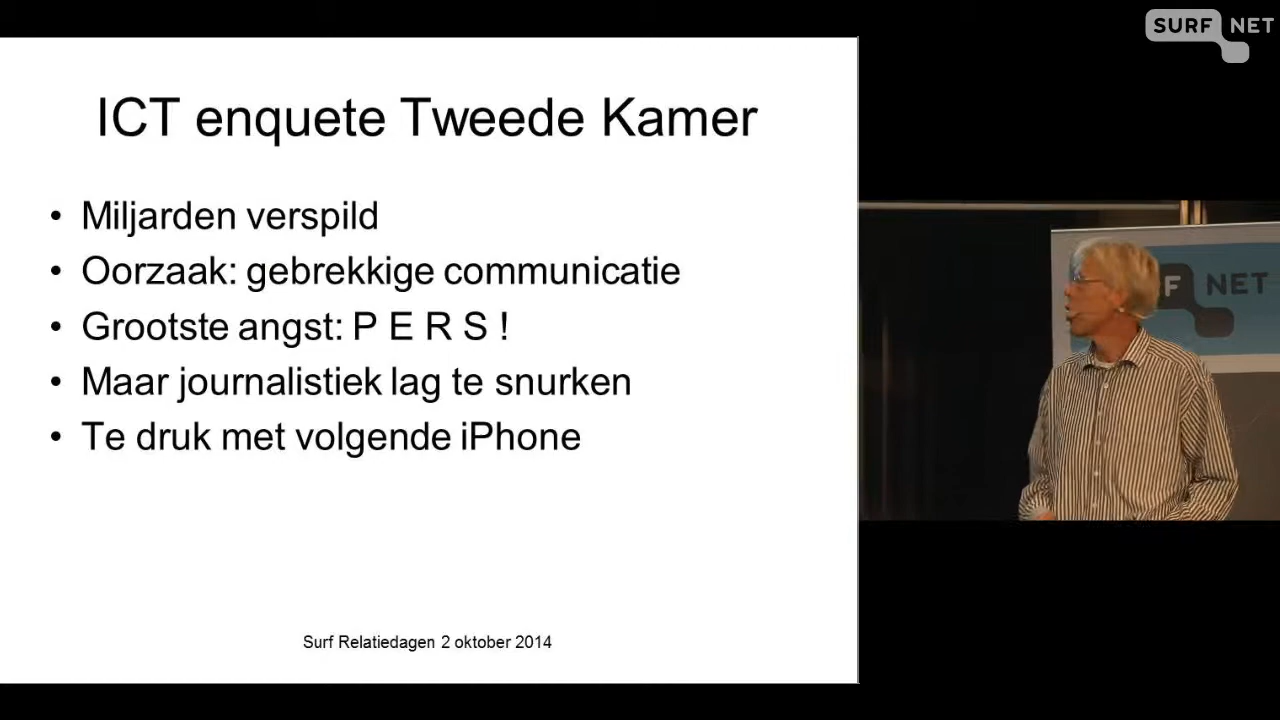 SURF NET
ICT enquete Tweede Kamer
• Miljarden verspild
• Oorzaak: gebrekkige communicatie
• Grootste angst: P E R S !
• Maar journalistiek lag te snurken
• Te druk met volgende iPhone
Surf Relatiedagen 2 oktober 2014
F NET